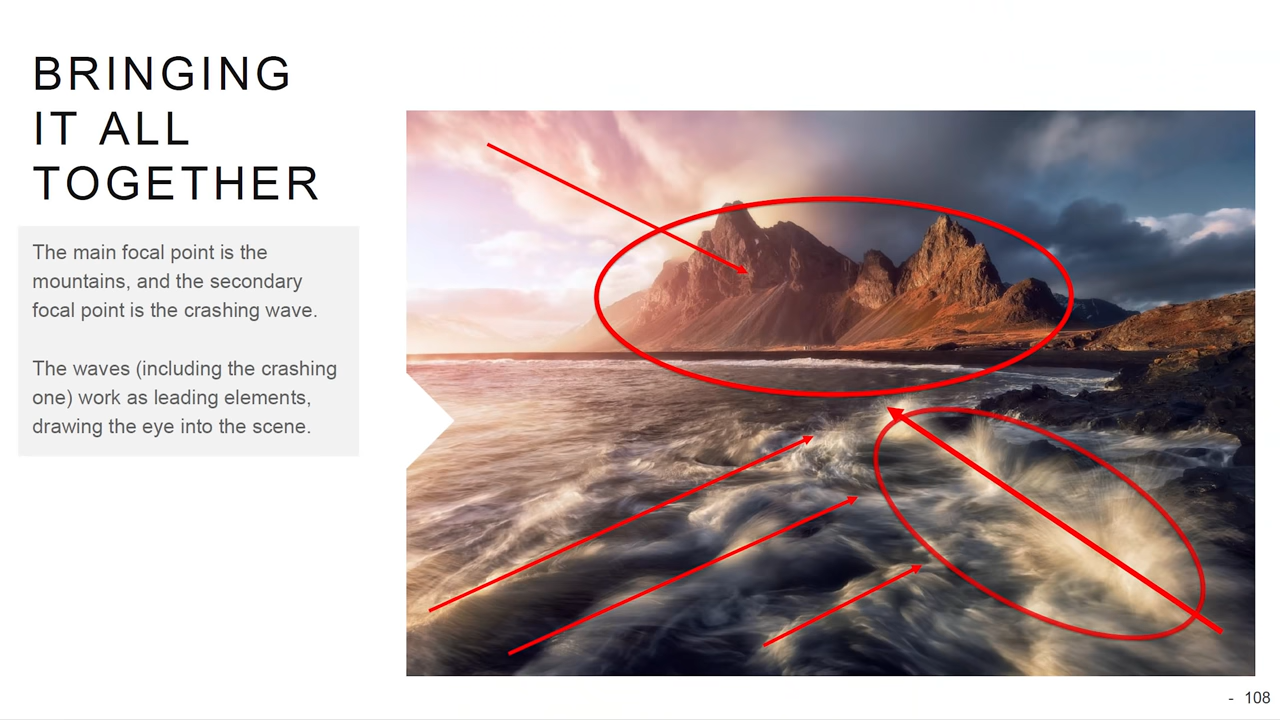 BRINGING
IT ALL
TOGETHER
The main focal point is the
mountains, and the secondary
focal point is the crashing wave.
The waves (including the crashing
one) work as leading elements,
drawing the eye into the scene.
- 108